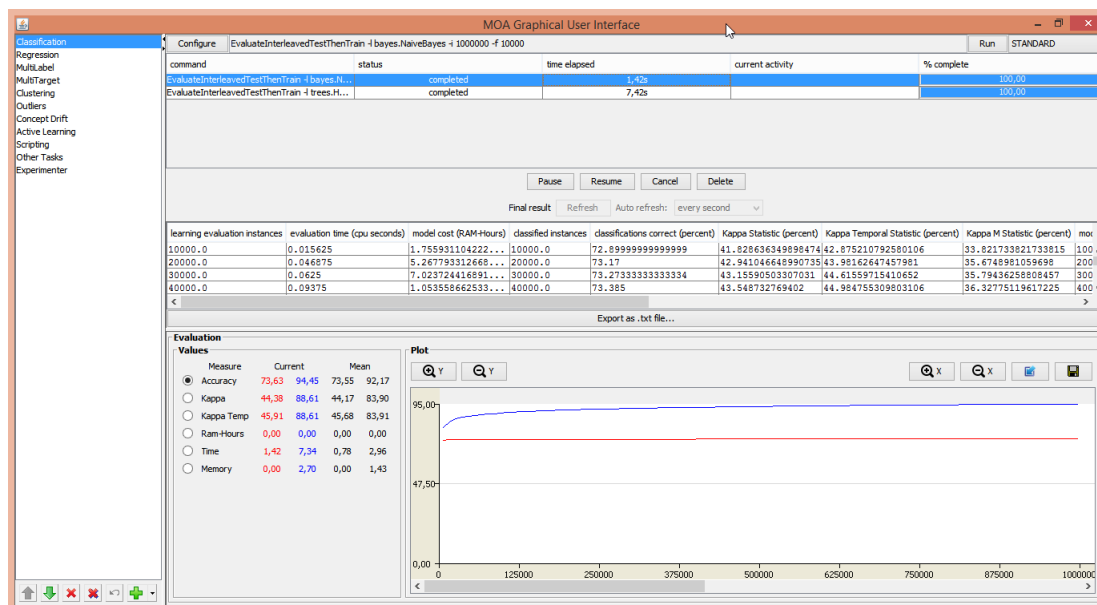 MOA Graphical User Interface
Classification
Regression
MultiLabel
MultiTarget
Clustering
Outliers
Concept Drift
Active Learning
Scripting
Other Tasks
Experimenter
Configure EvaluateInterleavedTestThenTrain -l bayes.NaiveBayes -i 1000000 -f 10000 Run STANDARD
command status time elapsed current activity % complete
EvaluateInterleavedTestThenTrain -l bayes.N... completed 1,42s 100,00
EvaluateInterleavedTestThenTrain -l trees.H... completed 7,42s 100,00
Pause Resume Cancel Delete
Final result Refresh Auto refresh: every second
learning evaluation instances evaluation time (cpu seconds) model cost (RAM-Hours) classified instances classifications correct (percent) Kappa Statistic (percent) Kappa Temporal Statistic (percent) Kappa M Statistic (percent) moc
10000.0 0.015625 1.755931104222... 10000.0 72.89999999999999 41.828636349898474 42.875210792580106 33.821733821733815 100
20000.0 0.046875 5.267793312668... 20000.0 73.17 42.941046648990735 43.98162647457981 35.6748981059698 200
30000.0 0.0625 7.023724416891... 30000.0 73.27333333333334 43.15590503307031 44.61559715410652 35.79436258808457 300
40000.0 0.09375 1.053558662533... 40000.0 73.385 43.548732769402 44.984755309803106 36.32775119617225 400
Export as .txt file...
Evaluation
Values
Measure Current Mean
Accuracy 73,63 94,45 73,55 92,17
Kappa 44,38 88,61 44,17 83,90
Kappa Temp 45,91 88,61 45,68 83,91
Ram-Hours 0,00 0,00 0,00 0,00
Time 1,42 7,34 0,78 2,96
Memory 0,00 2,70 0,00 1,43
Plot
Y Y X X
95,00
47,50
0,00
0 125000 250000 375000 500000 625000 750000 875000 1000000